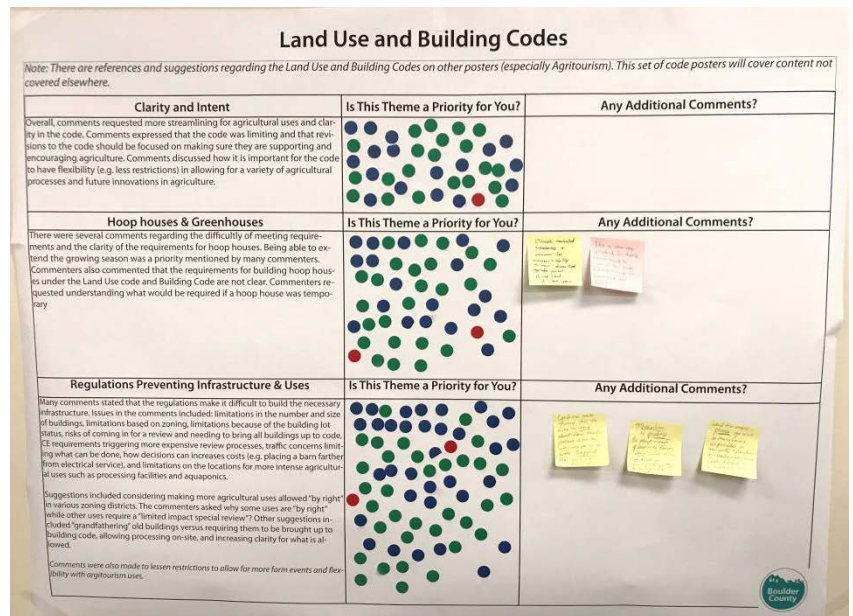 Land Use and Building Codes
Note: There are references and suggestions regarding the Land Use and Building Codes on other posters (especially Agritourism). This set of code posters will cover content not
covered elsewhere.
Clarity and Intent
Is This Theme a Priority for You?
Any Additional Comments?
Overall, comments requested more streamlining for agricultural uses and clar-
ity in the code. Comments expressed that the code was limiting and that revi-
sions to the code should be focused on making sure they are supporting and
encouraging agriculture. Comments discussed how it is important for the code
to have flexibility (e.g. less restrictions) in allowing for a variety of agricultural
processes and future innovations in agriculture.
Hoop houses & Greenhouses
Is This Theme a Priority for You?
Any Additional Comments?
There were several comments regarding the difficultly of meeting require-
ments and the clarity of the requirements for hoop houses. Being able to ex-
tend the growing season was a priority mentioned by many commenters.
Commenters also commented that the requirements for building hoop hous-
es under the Land Use code and Building Code are not clear. Commenters re-
quested understanding what would be required if a hoop house was tempo-
rary
Regulations Preventing Infrastructure & Uses
Is This Theme a Priority for You?
Any Additional Comments?
Many comments stated that the regulations make it difficult to build the necessary
infrastructure. Issues in the comments included: limitations in the number and size
of buildings, limitations based on zoning, limitations because of the building lot
status, risks of coming in for a review and needing to bring all buildings up to code,
CE requirements triggering more expensive review processes, traffic concerns limit-
ing what can be done, how decisions can increases costs (e.g. placing a barn farther
from electrical service), and limitations on the locations for more intense agricultur-
al uses such as processing facilities and aquaponics.
Suggestions included considering making more agricultural uses allowed "by right"
in various zoning districts. The commenters asked why some uses are "by right"
while other uses require a "limited impact special review"? Other suggestions in-
cluded "grandfathering" old buildings versus requiring them to be brought up to
building code, allowing processing on-site, and increasing clarity for what is al-
lowed.
Comments were also made to lessen restrictions to allow for more farm events and flex-
ibility with argitourism uses.
Boulder
County